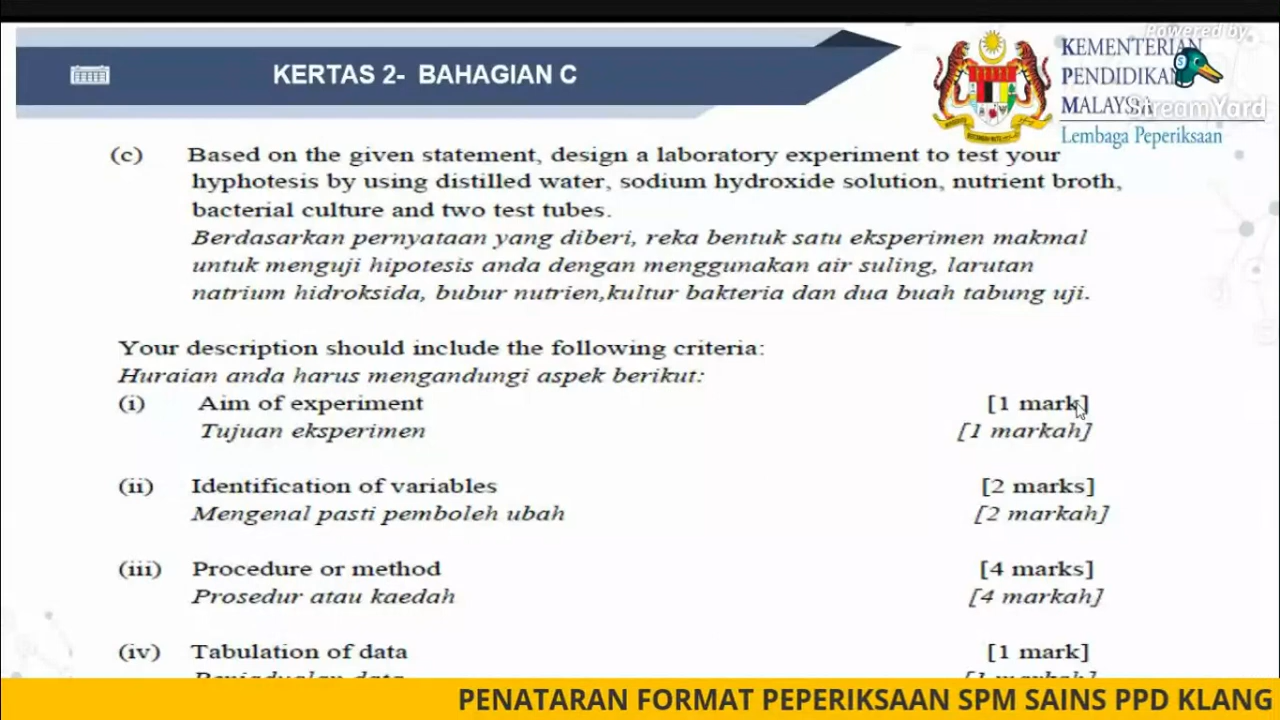 Powered by
StreamYard
KERTAS 2- BAHAGIAN C
KEMENTERIAN
PENDIDIKAN
MALAYSIA
Lembaga Peperiksaan
(c) Based on the given statement, design a laboratory experiment to test your
hyphotesis by using distilled water, sodium hydroxide solution, nutrient broth,
bacterial culture and two test tubes.
Berdasarkan pernyataan yang diberi, reka bentuk satu eksperimen makmal
untuk menguji hipotesis anda dengan menggunakan air suling, larutan
natrium hidroksida, bubur nutrien,kultur bakteria dan dua buah tabung uji.
Your description should include the following criteria:
Huraian anda harus mengandungi aspek berikut:
(i) Aim of experiment [1 mark]
Tujuan eksperimen [1 markah]
(ii) Identification of variables [2 marks]
Mengenal pasti pemboleh ubah [2 markah]
(iii) Procedure or method [4 marks]
Prosedur atau kaedah [4 markah]
(iv) Tabulation of data [1 mark]
Penjadualan data [1 markah]
PENATARAN FORMAT PEPERIKSAAN SPM SAINS PPD KLANG